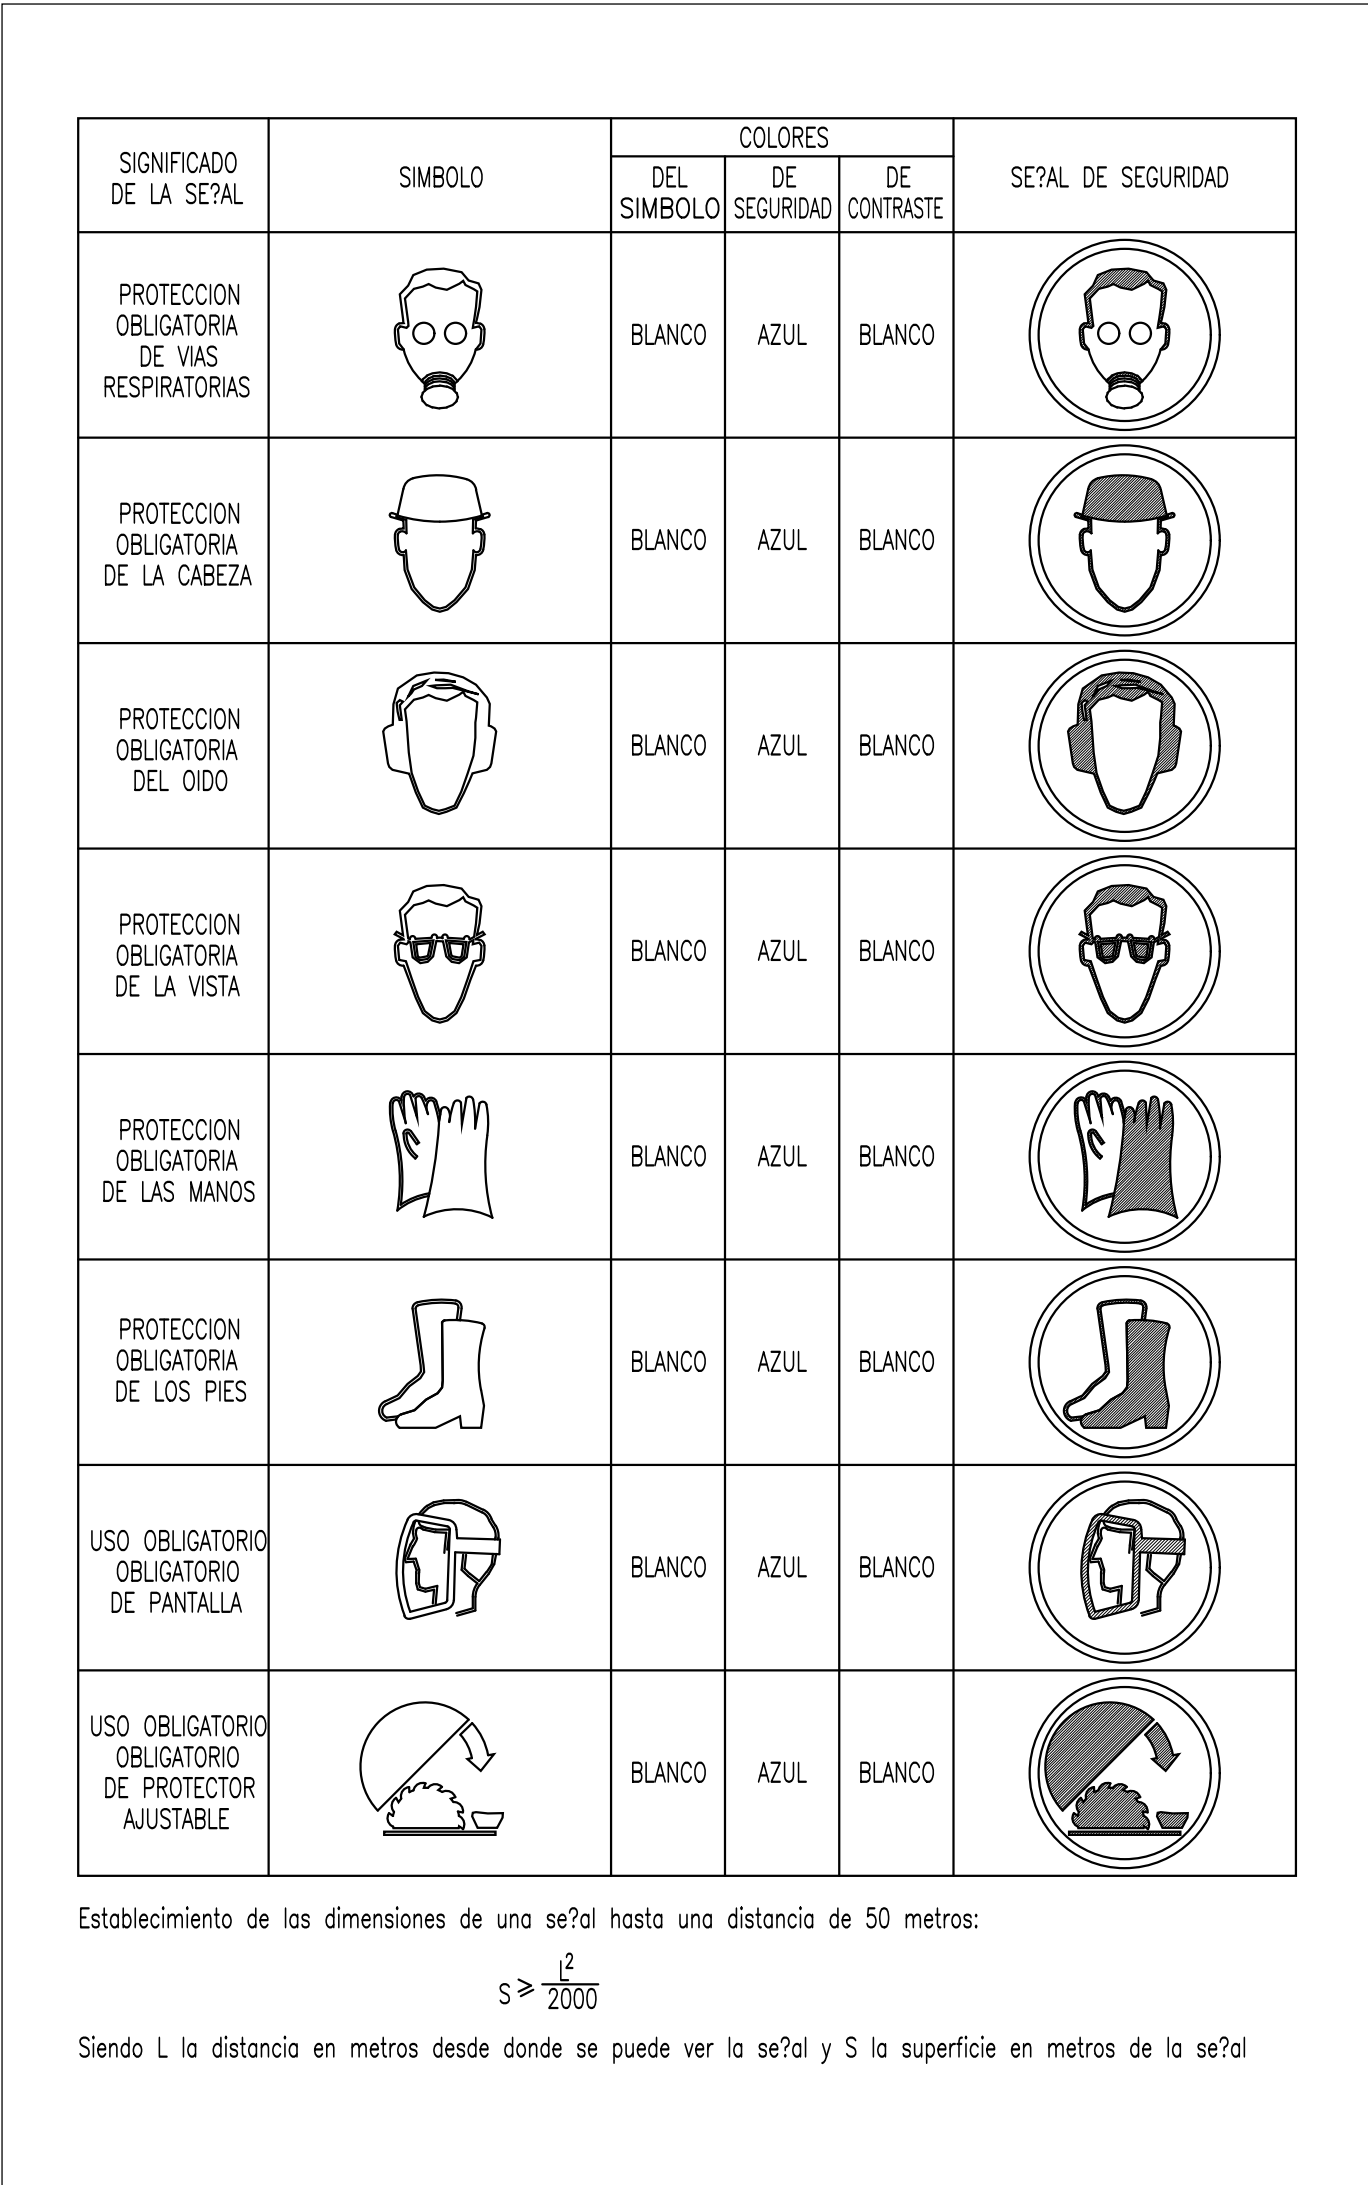 SIGNIFICADO
DE LA SE?AL
SIMBOLO
COLORES
DEL
SIMBOLO
DE
SEGURIDAD
DE
CONTRASTE
SE?AL DE SEGURIDAD
PROTECCION
OBLIGATORIA
DE VIAS
RESPIRATORIAS
BLANCO
AZUL
BLANCO
PROTECCION
OBLIGATORIA
DE LA CABEZA
BLANCO
AZUL
BLANCO
PROTECCION
OBLIGATORIA
DEL OIDO
BLANCO
AZUL
BLANCO
PROTECCION
OBLIGATORIA
DE LA VISTA
BLANCO
AZUL
BLANCO
PROTECCION
OBLIGATORIA
DE LAS MANOS
BLANCO
AZUL
BLANCO
PROTECCION
OBLIGATORIA
DE LOS PIES
BLANCO
AZUL
BLANCO
USO OBLIGATORIO
OBLIGATORIO
DE PANTALLA
BLANCO
AZUL
BLANCO
USO OBLIGATORIO
OBLIGATORIO
DE PROTECTOR
AJUSTABLE
BLANCO
AZUL
BLANCO
Establecimiento de las dimensiones de una se?al hasta una distancia de 50 metros:
S ⩾ L²
2000
Siendo L la distancia en metros desde donde se puede ver la se?al y S la superficie en metros de la se?al